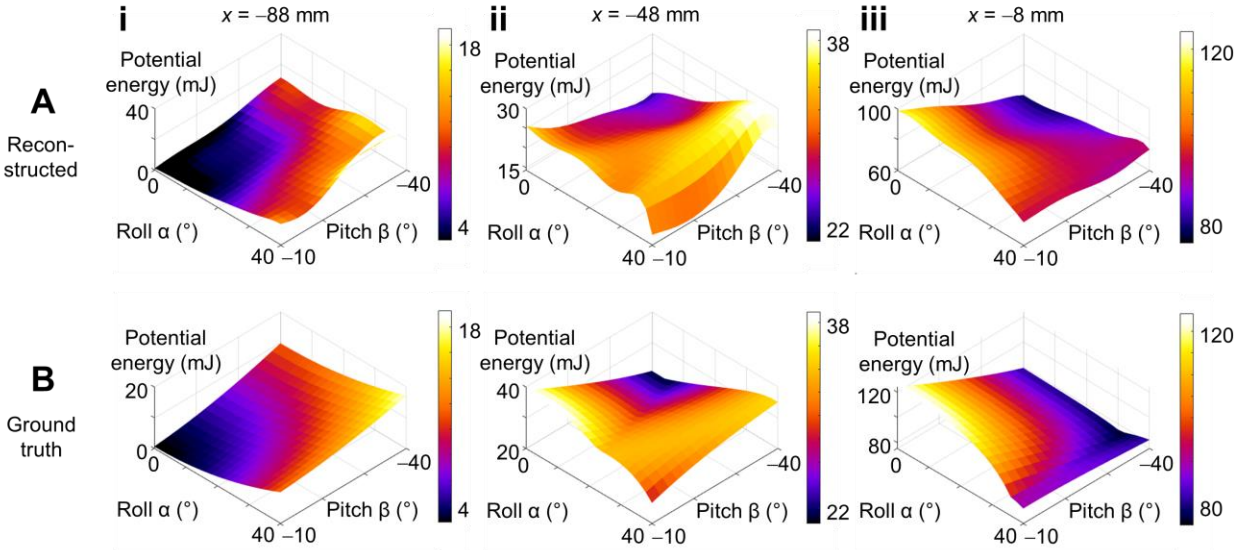 i
x = −88 mm
ii
x = −48 mm
iii
x = −8 mm
A
Recon-
structed
Potential
energy (mJ)
40
0
0
Roll α (°)
40
−10
Pitch β (°)
−40
18
4
Potential
energy (mJ)
30
15
0
Roll α (°)
40
−10
Pitch β (°)
−40
38
22
Potential
energy (mJ)
100
60
0
Roll α (°)
40
−10
Pitch β (°)
−40
120
80
B
Ground
truth
Potential
energy (mJ)
20
0
0
Roll α (°)
40
−10
Pitch β (°)
−40
18
4
Potential
energy (mJ)
40
20
0
Roll α (°)
40
−10
Pitch β (°)
−40
38
22
Potential
energy (mJ)
120
80
0
Roll α (°)
40
−10
Pitch β (°)
−40
120
80